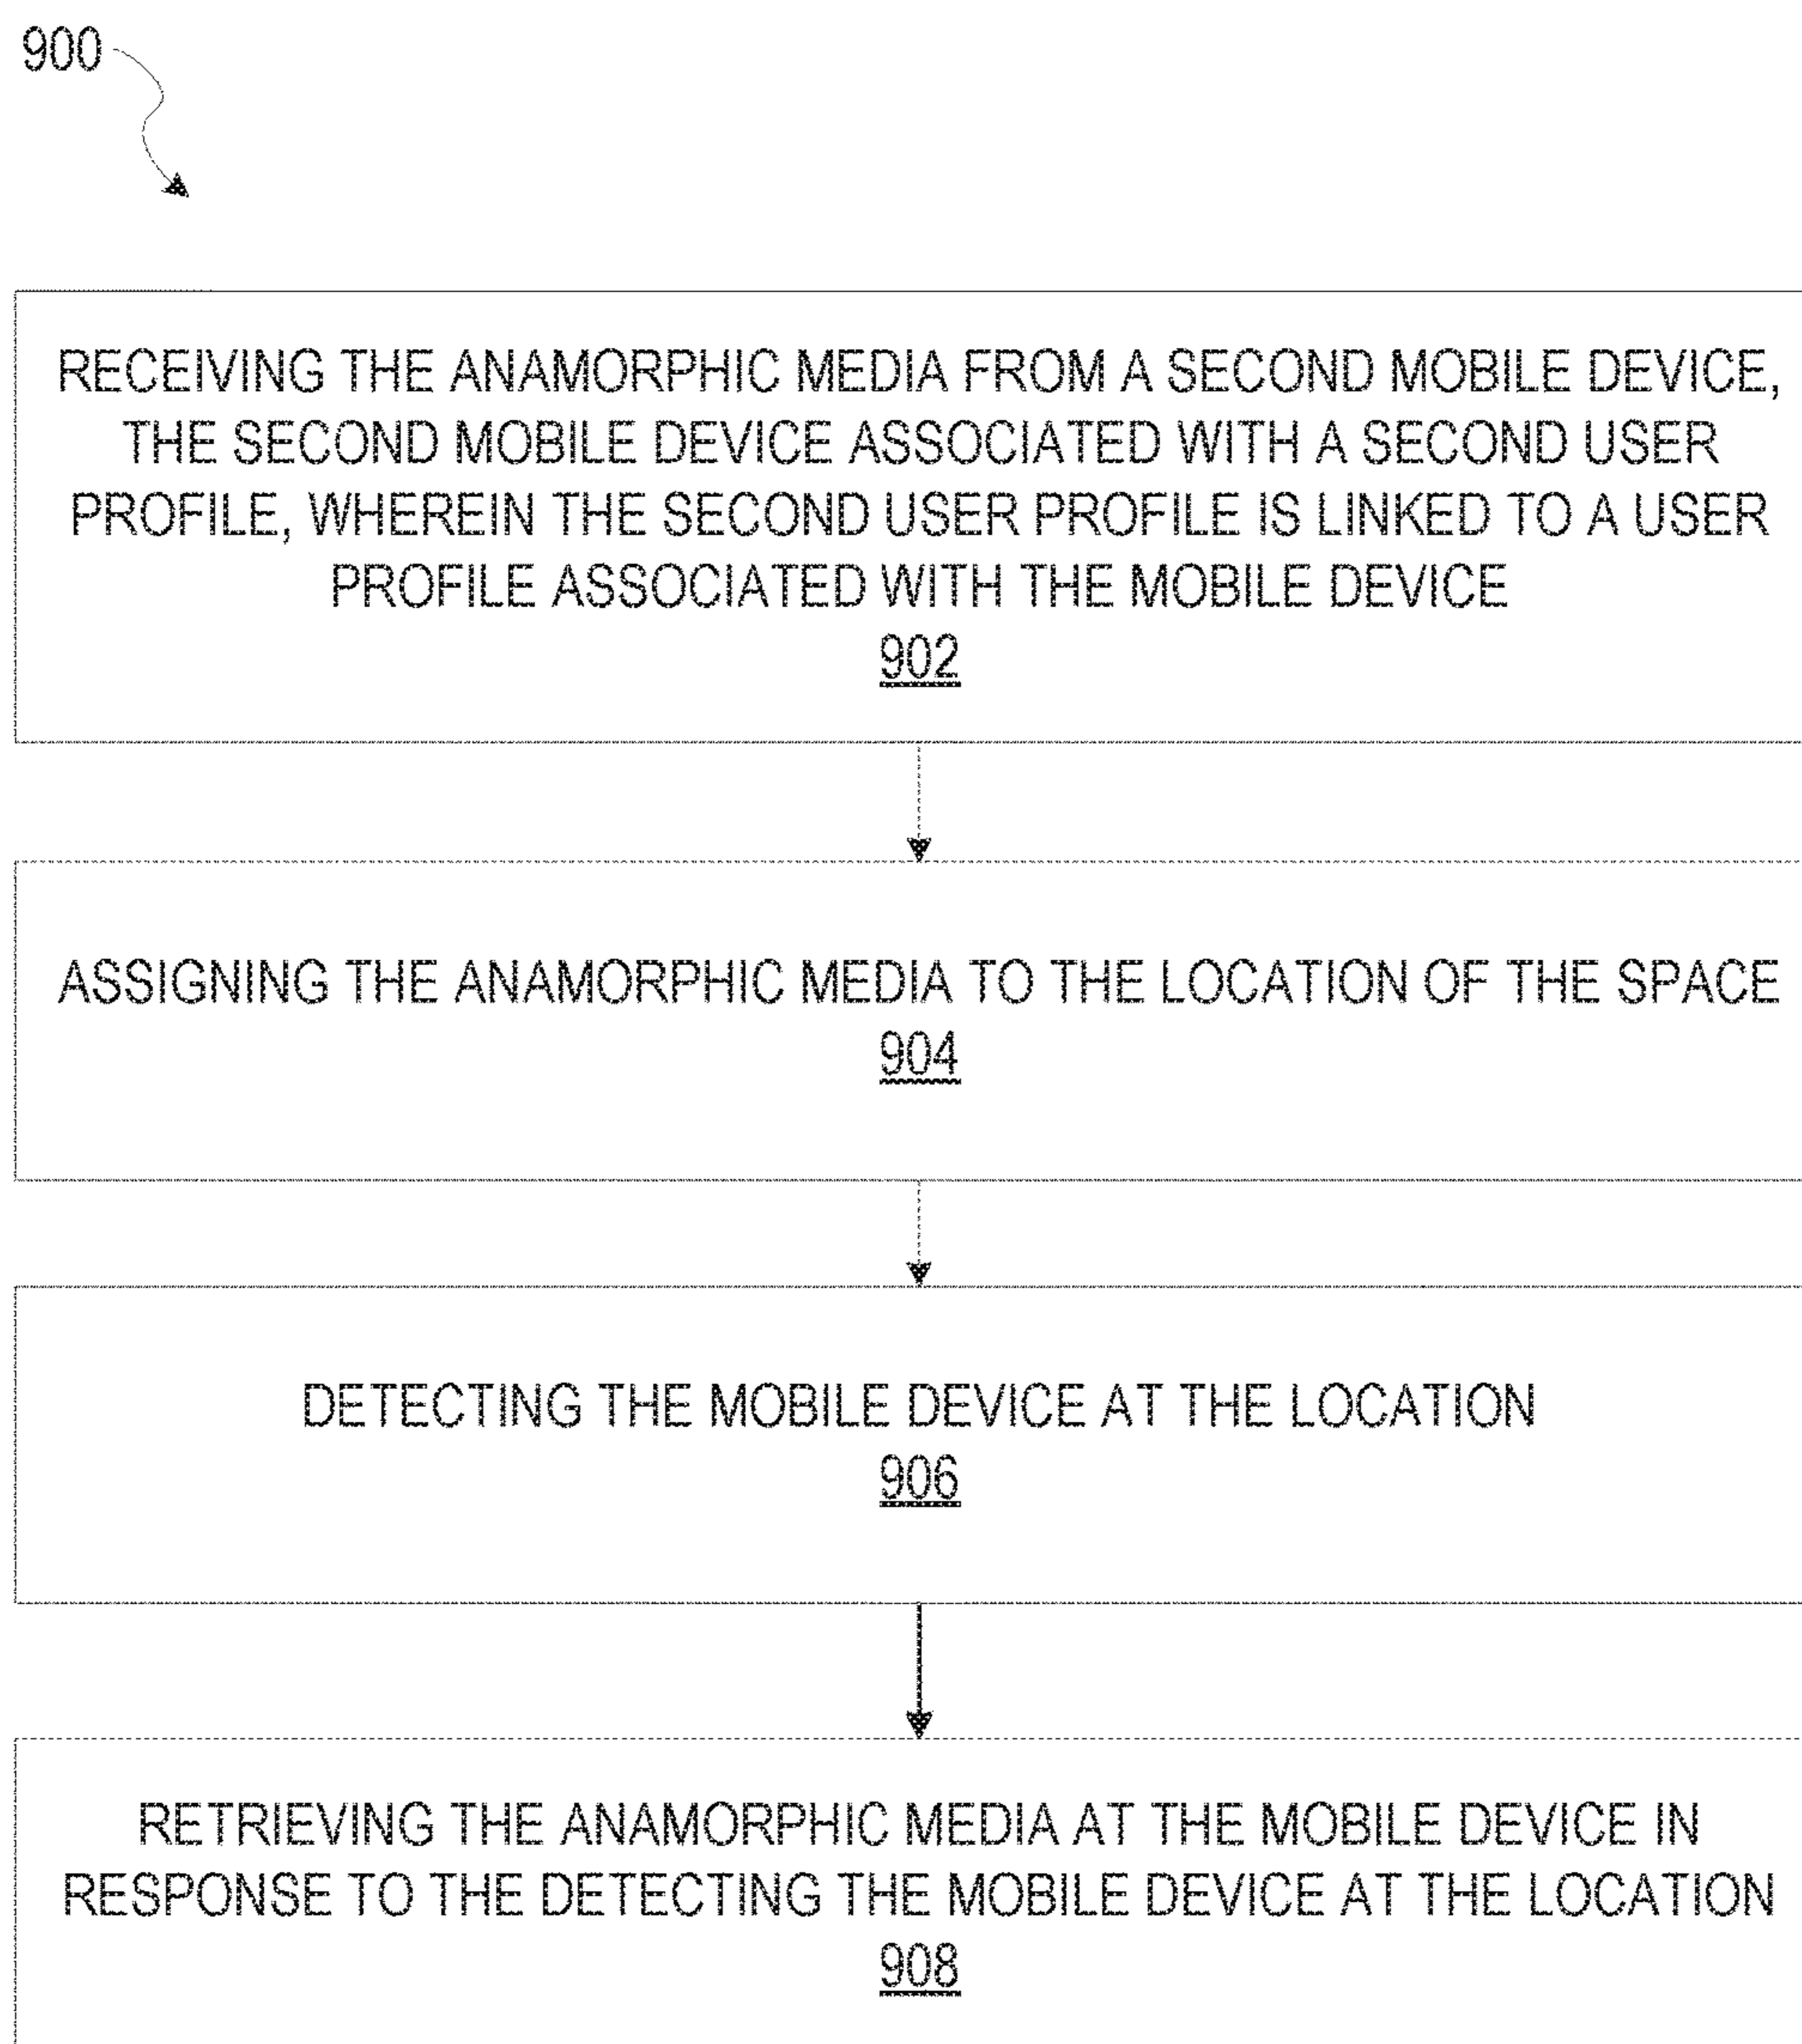 900
RECEIVING THE ANAMORPHIC MEDIA FROM A SECOND MOBILE DEVICE,
THE SECOND MOBILE DEVICE ASSOCIATED WITH A SECOND USER
PROFILE, WHEREIN THE SECOND USER PROFILE IS LINKED TO A USER
PROFILE ASSOCIATED WITH THE MOBILE DEVICE
902
ASSIGNING THE ANAMORPHIC MEDIA TO THE LOCATION OF THE SPACE
904
DETECTING THE MOBILE DEVICE AT THE LOCATION
906
RETRIEVING THE ANAMORPHIC MEDIA AT THE MOBILE DEVICE IN
RESPONSE TO THE DETECTING THE MOBILE DEVICE AT THE LOCATION
908